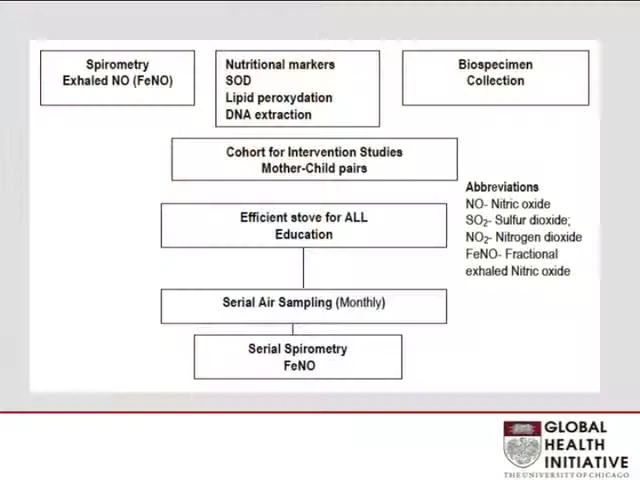 Spirometry
Exhaled NO (FeNO)
Nutritional markers
SOD
Lipid peroxydation
DNA extraction
Biospecimen
Collection
Cohort for Intervention Studies
Mother-Child pairs
Abbreviations
NO- Nitric oxide
SO₂- Sulfur dioxide;
NO₂- Nitrogen dioxide
FeNO- Fractional
exhaled Nitric oxide
Efficient stove for ALL
Education
Serial Air Sampling (Monthly)
Serial Spirometry
FeNO
GLOBAL
HEALTH
INITIATIVE
THE UNIVERSITY OF CHICAGO